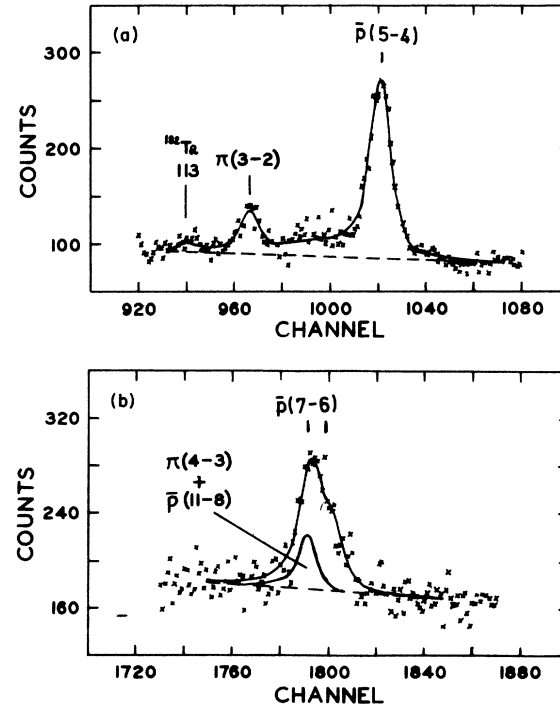 (a)
p̄(5-4)
¹⁸²Ta
113
π(3-2)
COUNTS
300
200
100
920 960 1000 1040 1080
CHANNEL
(b)
p̄(7-6)
π(4-3)
+
p̄(11-8)
COUNTS
320
240
160
1720 1760 1800 1840 1880
CHANNEL